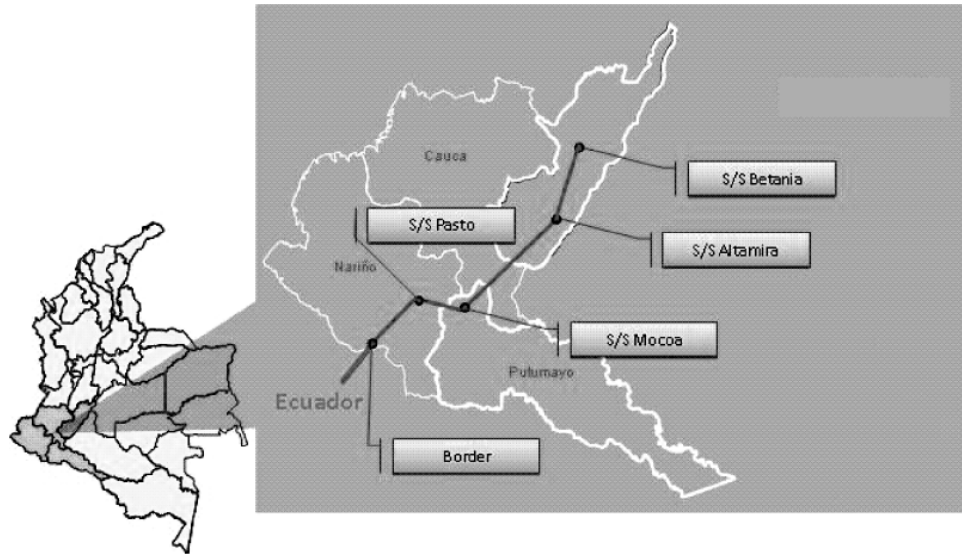 Cauca
S/S Betania
S/S Pasto
S/S Altamira
Nariño
S/S Mocoa
Putumayo
Ecuador
Border